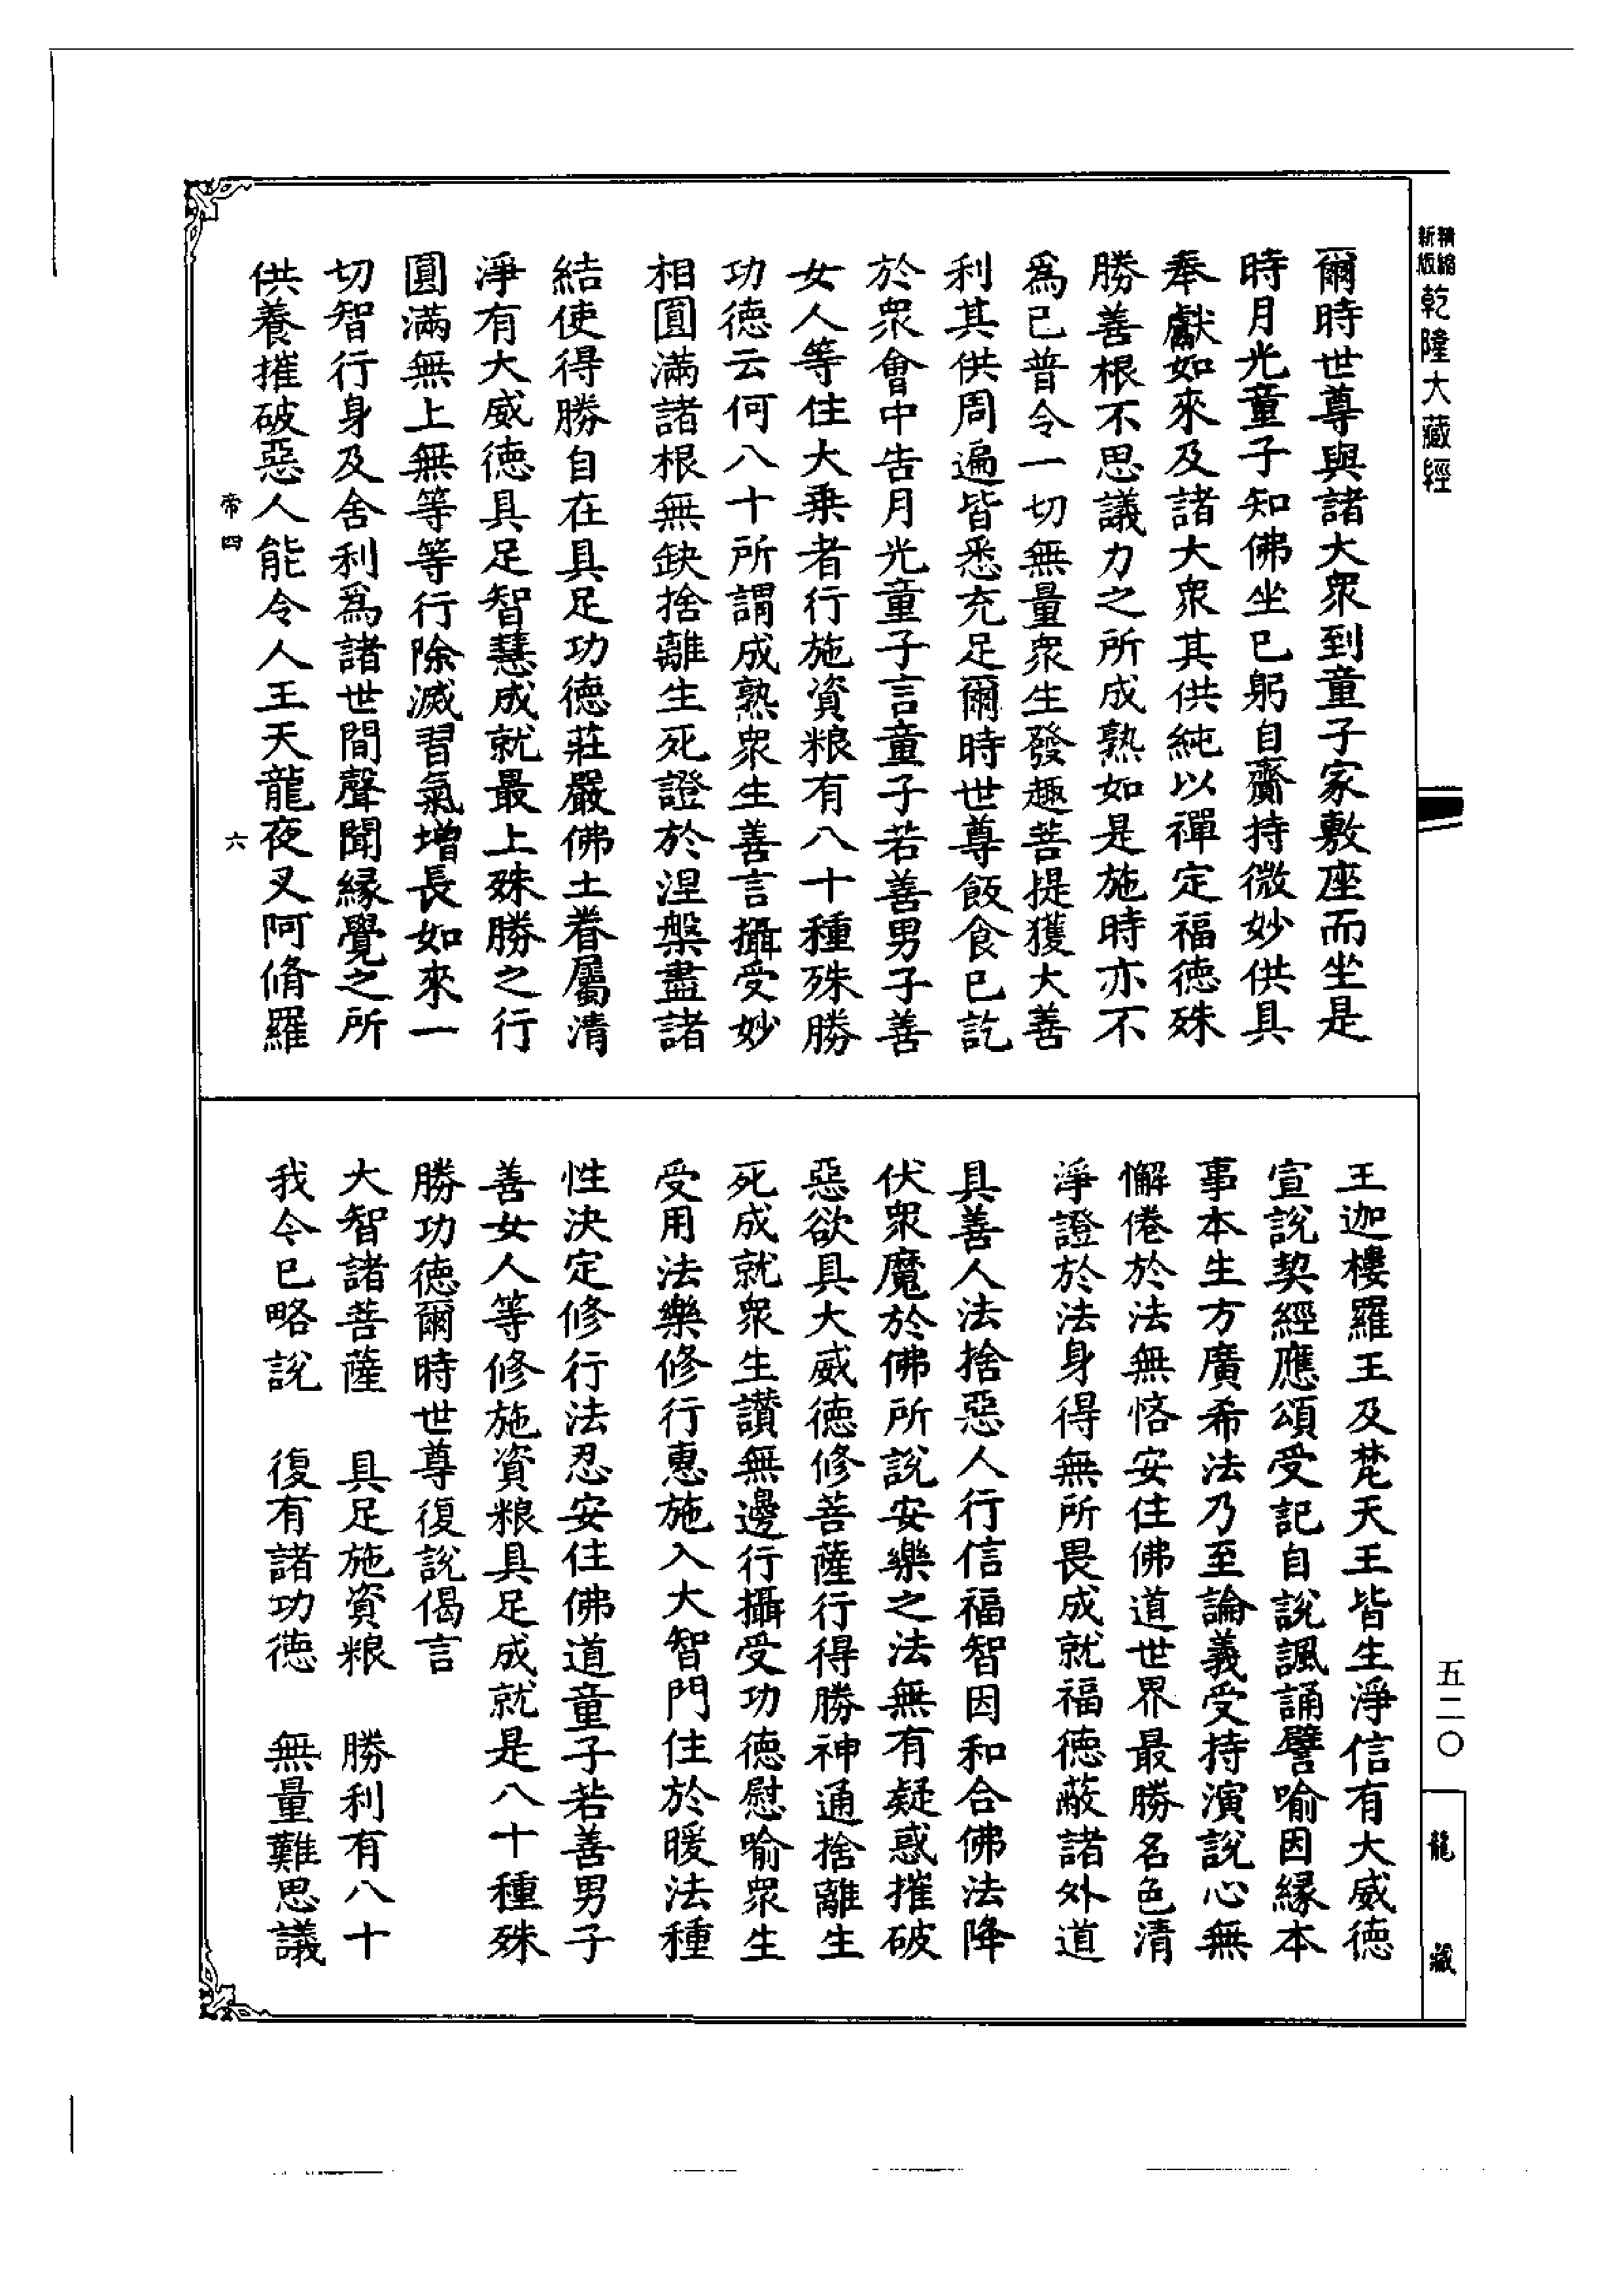 精縮
新版
乾隆大藏經
五二〇
龍藏
爾時世尊與諸大衆到童子家敷座而坐是
時月光童子知佛坐已躬自齎持微妙供具
奉獻如來及諸大衆其供純以禪定福德殊
勝善根不思議力之所成熟如是施時亦不
爲已普令一切無量衆生發趣菩提獲大善
利其供周遍皆悉充足爾時世尊飯食已訖
於衆會中告月光童子言童子若善男子善
女人等住大乘者行施資粮有八十種殊勝
功德云何八十所謂成熟衆生善言攝受妙
相圓滿諸根無缺捨離生死證於涅槃盡諸
結使得勝自在具足功德莊嚴佛土眷屬清
淨有大威德具足智慧成就最上殊勝之行
圓滿無上無等等行除滅習氣增長如來一
切智行身及舍利爲諸世間聲聞緣覺之所
供養摧破惡人能令人王天龍夜叉阿脩羅
帝四 六
王迦樓羅王及梵天王皆生淨信有大威德
宣說契經應頌受記自說諷誦譬喻因緣本
事本生方廣希法乃至論義受持演說心無
懈倦於法無悋安住佛道世界最勝名色清
淨證於法身得無所畏成就福德蔽諸外道
具善人法捨惡人行信福智因和合佛法降
伏衆魔於佛所說安樂之法無有疑惑摧破
惡欲具大威德修菩薩行得勝神通捨離生
死成就衆生讚無邊行攝受功德慰喻衆生
受用法樂修行惠施入大智門住於暖法種
性決定修行法忍安住佛道童子若善男子
善女人等修施資粮具足成就是八十種殊
勝功德爾時世尊復說偈言
大智諸菩薩 具足施資粮 勝利有八十
我今已略說 復有諸功德 無量難思議